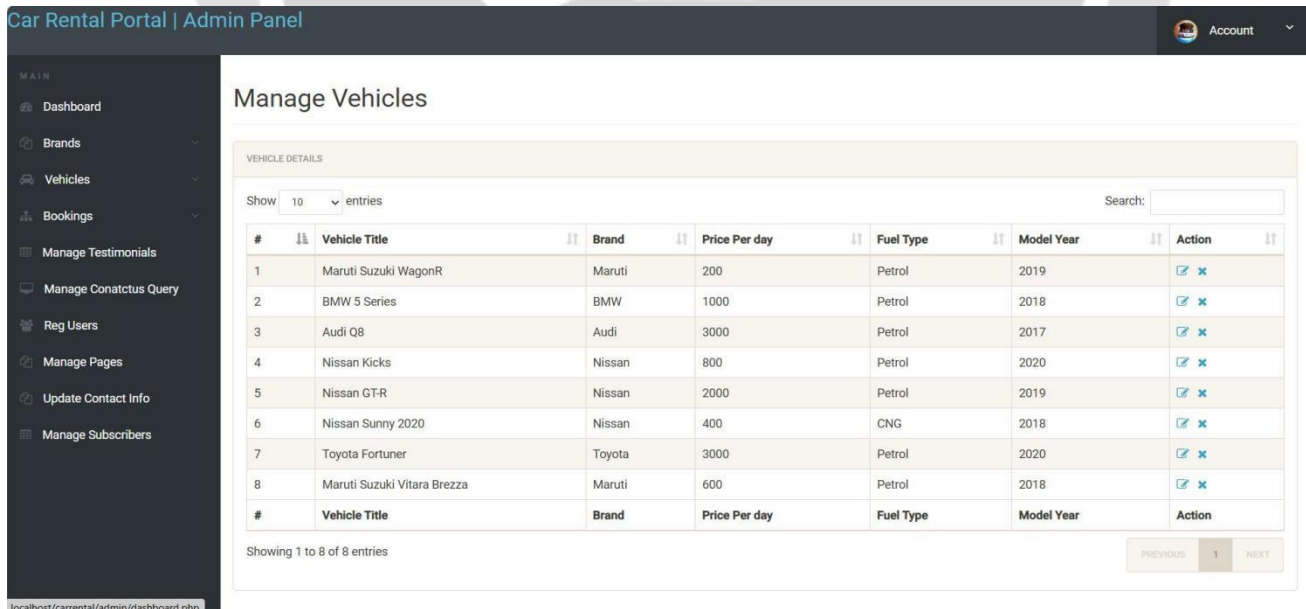 Car Rental Portal | Admin Panel
Account
MAIN
Dashboard
Brands
Vehicles
Bookings
Manage Testimonials
Manage Conatctus Query
Reg Users
Manage Pages
Update Contact Info
Manage Subscribers
Manage Vehicles
VEHICLE DETAILS
Show 10 entries Search:
# Vehicle Title Brand Price Per day Fuel Type Model Year Action
1 Maruti Suzuki WagonR Maruti 200 Petrol 2019
2 BMW 5 Series BMW 1000 Petrol 2018
3 Audi Q8 Audi 3000 Petrol 2017
4 Nissan Kicks Nissan 800 Petrol 2020
5 Nissan GT-R Nissan 2000 Petrol 2019
6 Nissan Sunny 2020 Nissan 400 CNG 2018
7 Toyota Fortuner Toyota 3000 Petrol 2020
8 Maruti Suzuki Vitara Brezza Maruti 600 Petrol 2018
# Vehicle Title Brand Price Per day Fuel Type Model Year Action
Showing 1 to 8 of 8 entries
PREVIOUS 1 NEXT
localhost/carrental/admin/dashboard.php